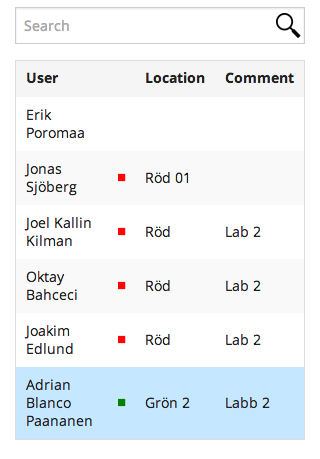 Search
User Location Comment
Erik
Poromaa
Jonas
Sjöberg
Röd 01
Joel Kallin
Kilman
Röd
Lab 2
Oktay
Bahceci
Röd
Lab 2
Joakim
Edlund
Röd
Lab 2
Adrian
Blanco
Paananen
Grön 2
Labb 2